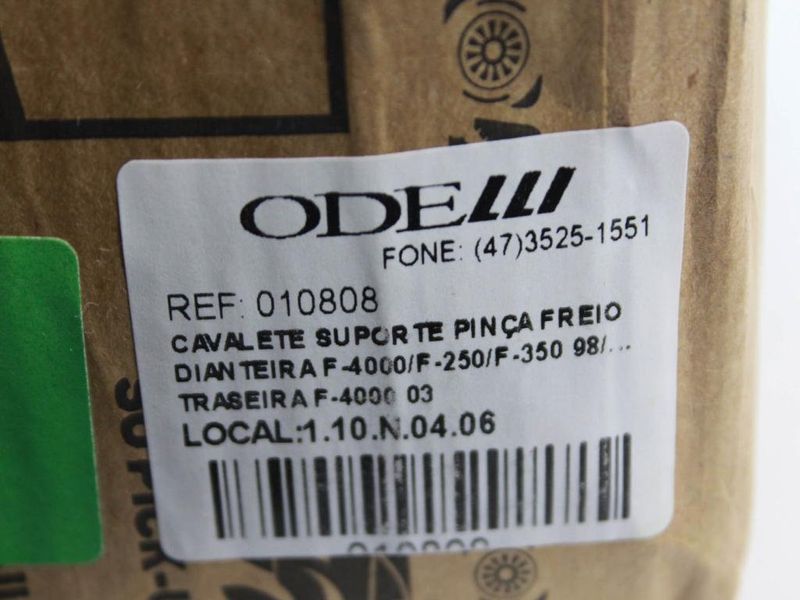 ODELLI
FONE: (47)3525-1551
REF: 010808
CAVALETE SUPORTE PINÇA FREIO
DIANTEIRA F-4000/F-250/F-350 98/...
TRASEIRA F-4000 03
LOCAL:1.10.N.04.06